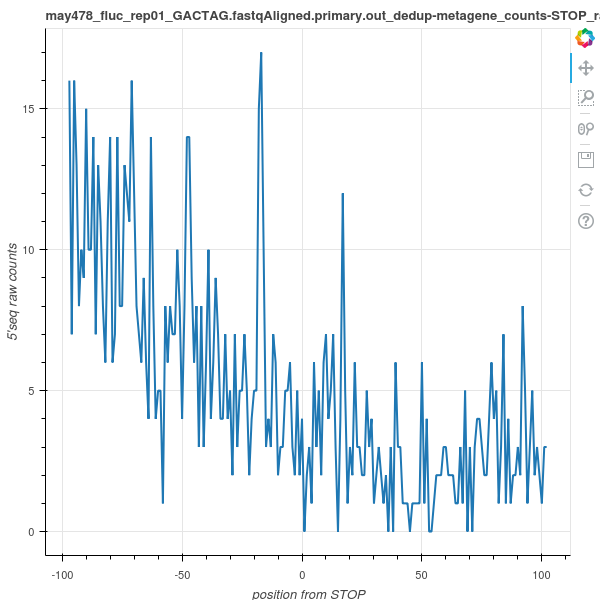 may478_fluc_rep01_GACTAG.fastqAligned.primary.out_dedup-metagene_counts-STOP_ra
15
10
5
0
5'seq raw counts
-100 -50 0 50 100
position from STOP